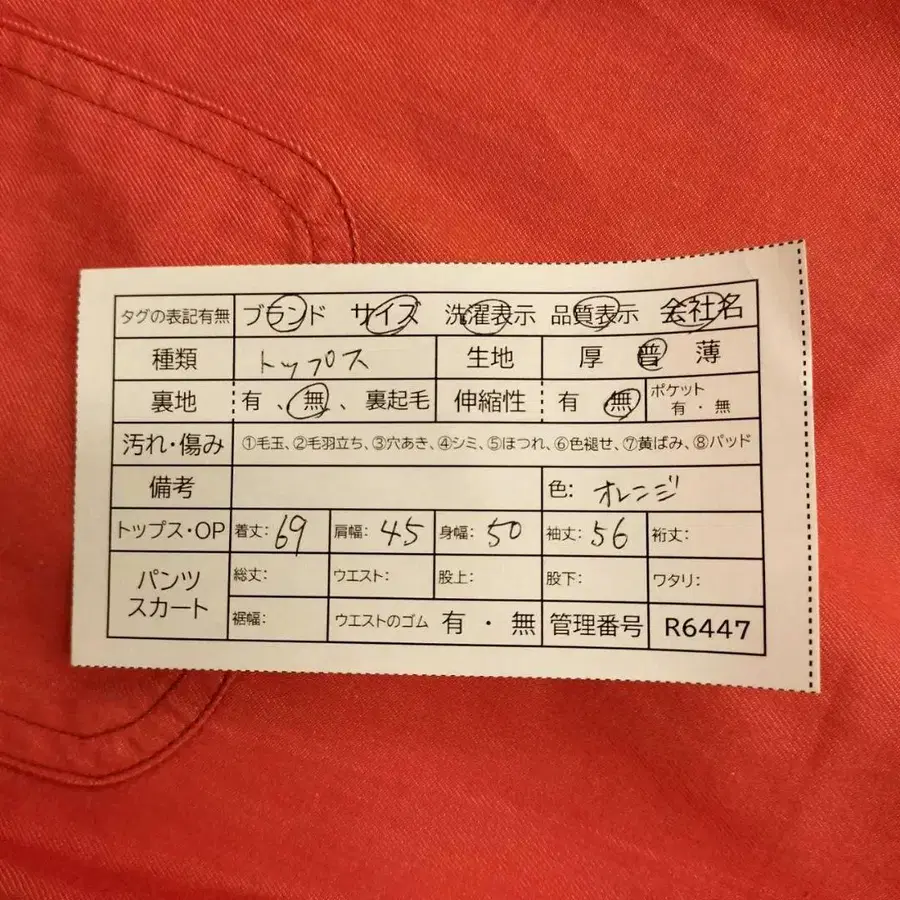 タグの表記有無 ブランド サイズ 洗濯表示 品質表示 会社名
種類 トップス 生地 厚 普 薄
裏地 有 、 無 、 裏起毛 伸縮性 有 無 ポケット 有 ・ 無
汚れ・傷み ①毛玉、②毛羽立ち、③穴あき、④シミ、⑤ほつれ、⑥色褪せ、⑦黄ばみ、⑧パッド
備考 色: オレンジ
トップス・OP 着丈: 69 肩幅: 45 身幅: 50 袖丈: 56 裄丈:
パンツ スカート 総丈: ウエスト: 股上: 股下: ワタリ:
裾幅: ウエストのゴム 有 ・ 無 管理番号 R6447